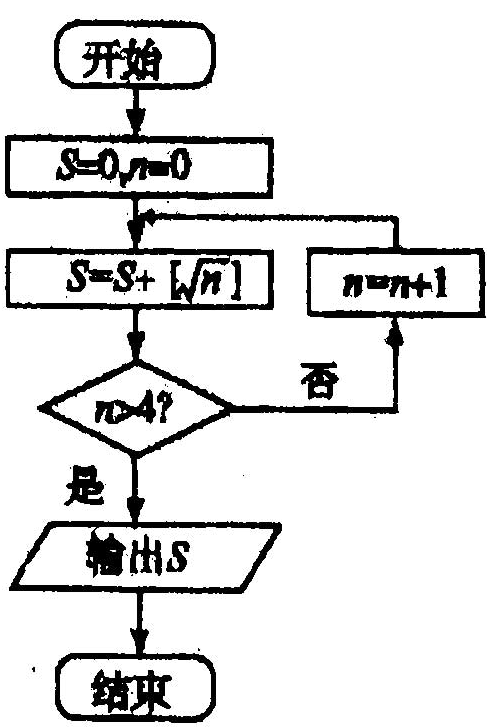 开始
S=0,n=0
S=S+ [√n]
n=n+1
n>4?
否
是
输出S
结束